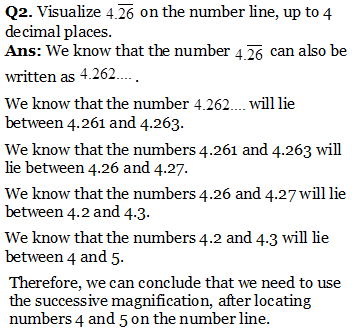 Q2. Visualize 4.2̅6̅ on the number line, up to 4
decimal places.
Ans: We know that the number 4.2̅6̅ can also be
written as 4.262.... .
We know that the number 4.262.... will lie
between 4.261 and 4.263.
We know that the numbers 4.261 and 4.263 will
lie between 4.26 and 4.27.
We know that the numbers 4.26 and 4.27 will lie
between 4.2 and 4.3.
We know that the numbers 4.2 and 4.3 will lie
between 4 and 5.
Therefore, we can conclude that we need to use
the successive magnification, after locating
numbers 4 and 5 on the number line.